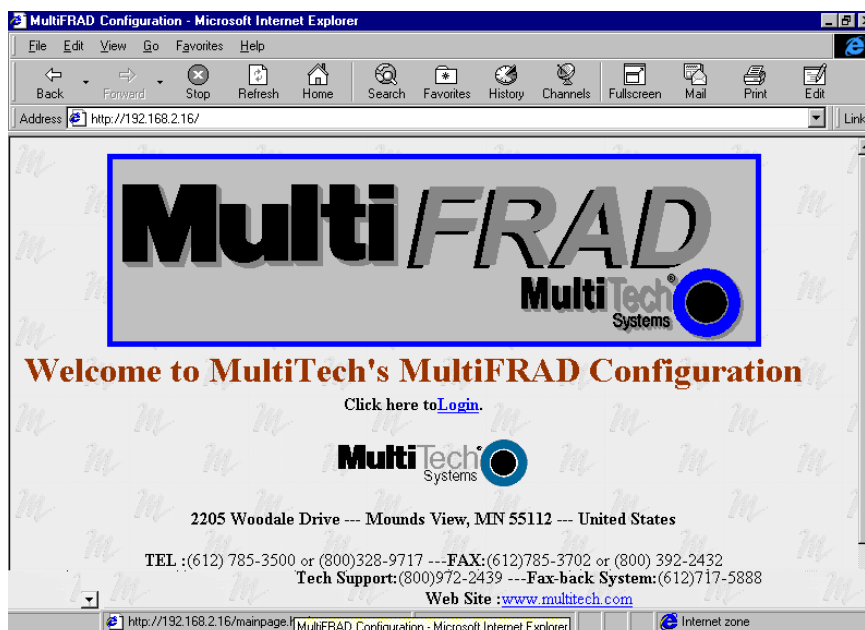 MultiFRAD Configuration - Microsoft Internet Explorer
File Edit View Go Favorites Help
Back Forward Stop Refresh Home Search Favorites History Channels Fullscreen Mail Print Edit
Address http://192.168.2.16/ Link
MultiFRAD
MultiTech®
Systems
Welcome to MultiTech's MultiFRAD Configuration
Click here toLogin.
MultiTech®
Systems
2205 Woodale Drive --- Mounds View, MN 55112 --- United States
TEL :(612) 785-3500 or (800)328-9717 ---FAX:(612)785-3702 or (800) 392-2432
Tech Support:(800)972-2439 ---Fax-back System:(612)717-5888
Web Site :www.multitech.com
http://192.168.2.16/mainpage.h MultiFRAD Configuration - Microsoft Internet Explorer Internet zone